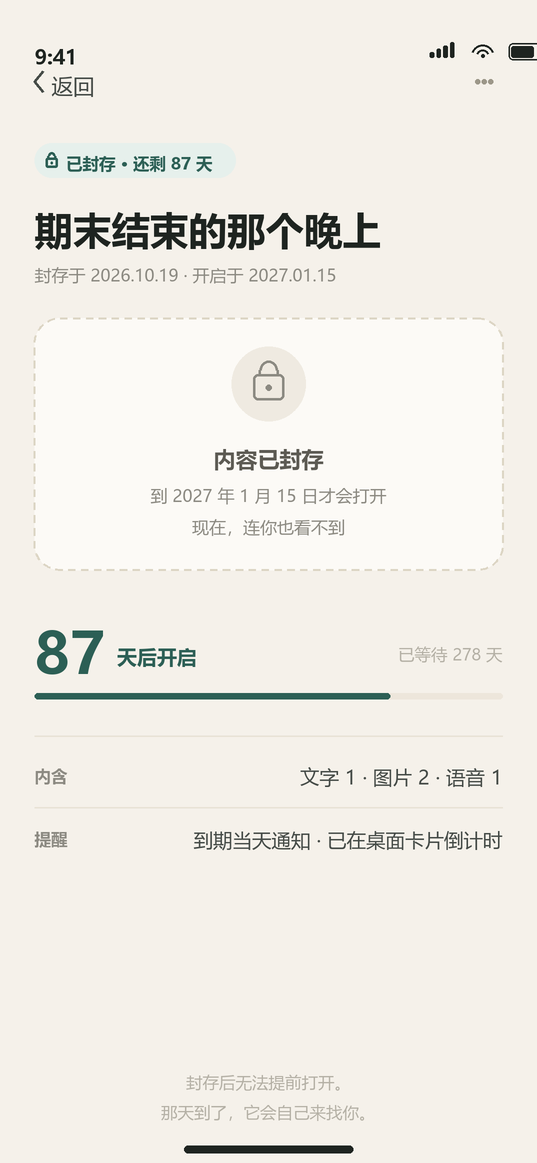 9:41
返回
已封存 • 还剩 87 天
期末结束的那个晚上
封存于 2026.10.19 · 开启于 2027.01.15
内容已封存
到 2027 年 1 月 15 日才会打开
现在，连你也看不到
87 天后开启
已等待 278 天
内含
文字 1 · 图片 2 · 语音 1
提醒
到期当天通知 · 已在桌面卡片倒计时
封存后无法提前打开。
那天到了，它会自己来找你。